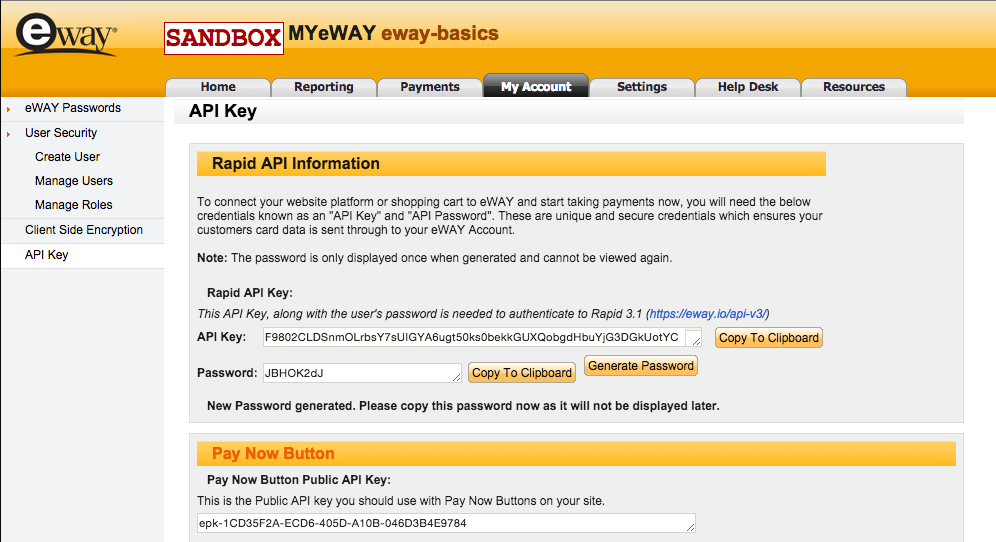 eway®
SANDBOX MYeWAY eway-basics
Home Reporting Payments My Account Settings Help Desk Resources
eWAY Passwords
User Security
Create User
Manage Users
Manage Roles
Client Side Encryption
API Key
API Key
Rapid API Information
To connect your website platform or shopping cart to eWAY and start taking payments now, you will need the below
credentials known as an "API Key" and "API Password". These are unique and secure credentials which ensures your
customers card data is sent through to your eWAY Account.
Note: The password is only displayed once when generated and cannot be viewed again.
Rapid API Key:
This API Key, along with the user's password is needed to authenticate to Rapid 3.1 (https://eway.io/api-v3/)
API Key: F9802CLDSnmOLrbsY7sUIGYA6ugt50ks0bekkGUXQobgdHbuYjG3DGkUotYC Copy To Clipboard
Password: JBHOK2dJ Copy To Clipboard Generate Password
New Password generated. Please copy this password now as it will not be displayed later.
Pay Now Button
Pay Now Button Public API Key:
This is the Public API key you should use with Pay Now Buttons on your site.
epk-1CD35F2A-ECD6-405D-A10B-046D3B4E9784